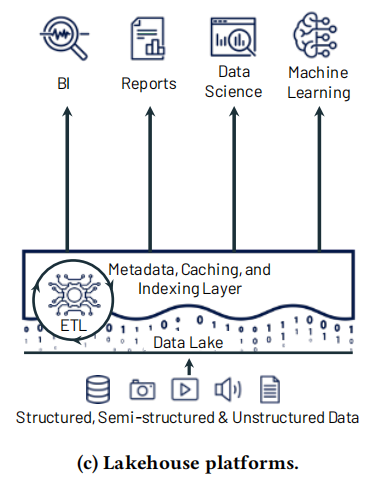 BI
Reports
Data
Science
Machine
Learning
Metadata, Caching, and
Indexing Layer
ETL
Data Lake
Structured, Semi-structured & Unstructured Data
(c) Lakehouse platforms.